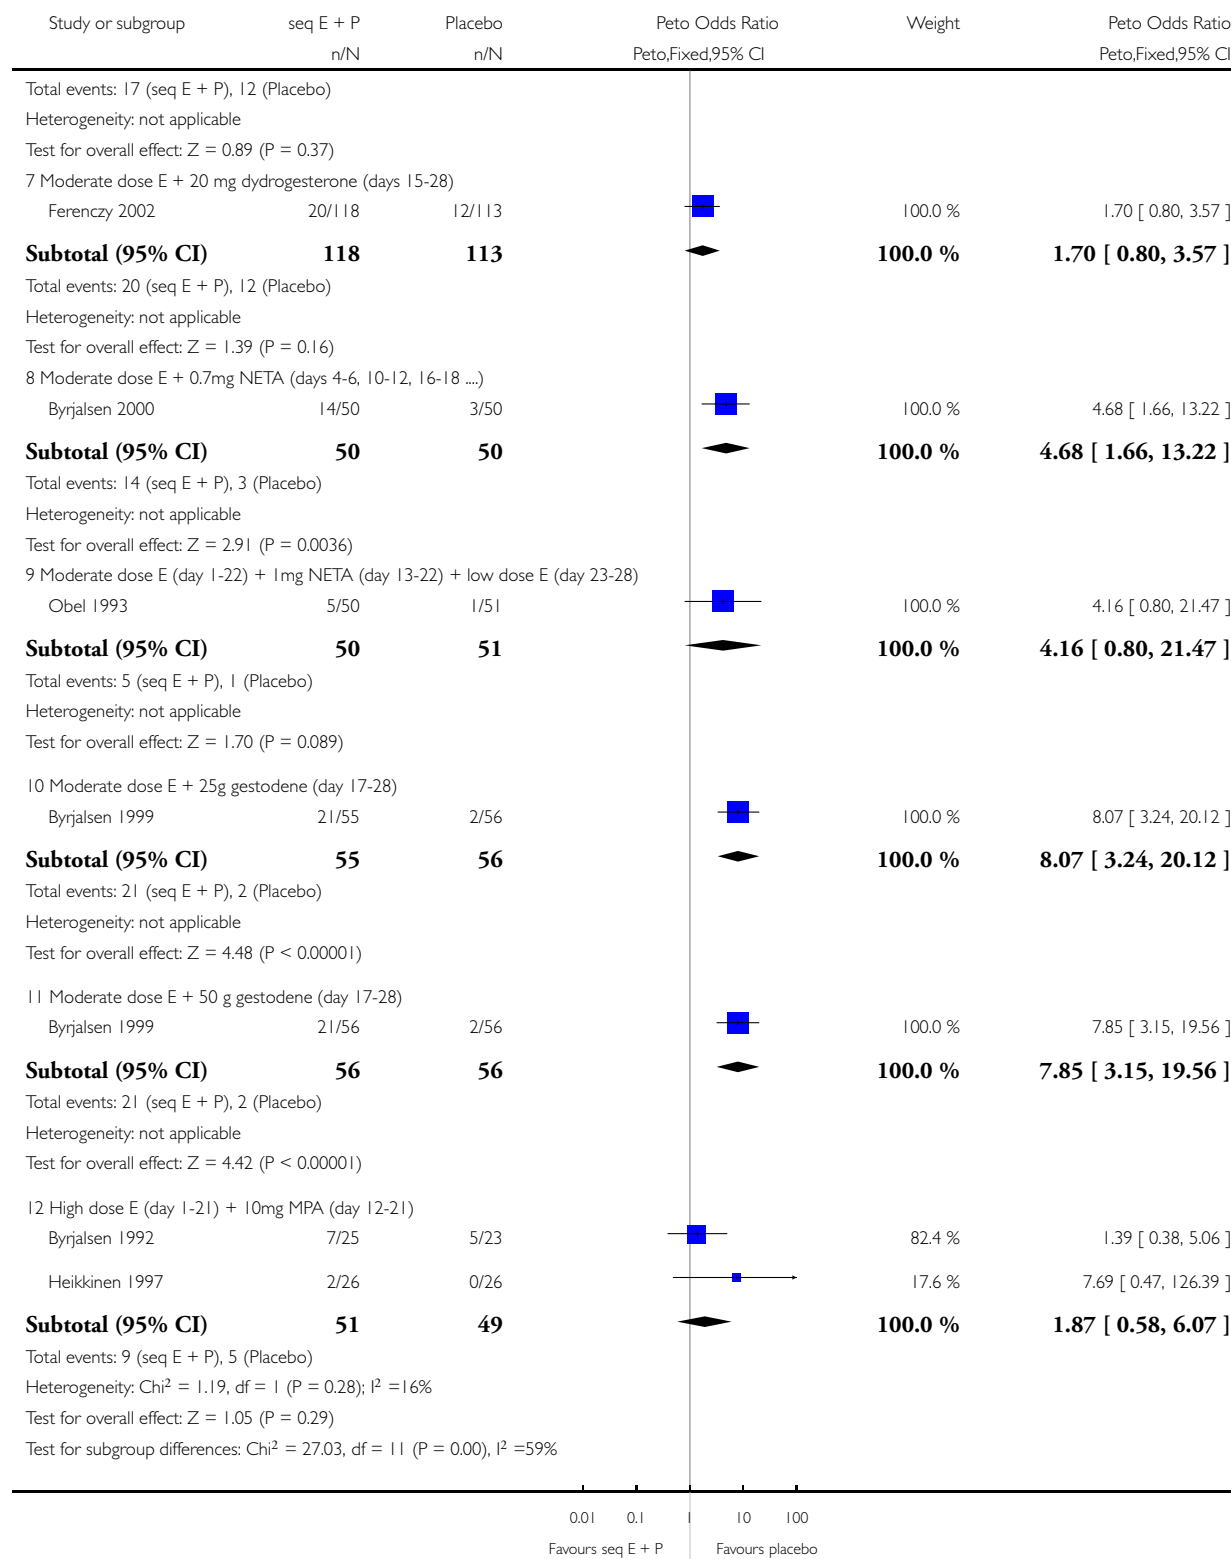 Study or subgroup seq E + P Placebo Peto Odds Ratio Weight Peto Odds Ratio
n/N n/N Peto,Fixed,95% CI Peto,Fixed,95% CI
Total events: 17 (seq E + P), 12 (Placebo)
Heterogeneity: not applicable
Test for overall effect: Z = 0.89 (P = 0.37)
7 Moderate dose E + 20 mg dydrogesterone (days 15-28)
Ferenczy 2002 20/118 12/113 100.0 % 1.70 [ 0.80, 3.57 ]
Subtotal (95% CI) 118 113 100.0 % 1.70 [ 0.80, 3.57 ]
Total events: 20 (seq E + P), 12 (Placebo)
Heterogeneity: not applicable
Test for overall effect: Z = 1.39 (P = 0.16)
8 Moderate dose E + 0.7mg NETA (days 4-6, 10-12, 16-18 ....)
Byrjalsen 2000 14/50 3/50 100.0 % 4.68 [ 1.66, 13.22 ]
Subtotal (95% CI) 50 50 100.0 % 4.68 [ 1.66, 13.22 ]
Total events: 14 (seq E + P), 3 (Placebo)
Heterogeneity: not applicable
Test for overall effect: Z = 2.91 (P = 0.0036)
9 Moderate dose E (day 1-22) + 1mg NETA (day 13-22) + low dose E (day 23-28)
Obel 1993 5/50 1/51 100.0 % 4.16 [ 0.80, 21.47 ]
Subtotal (95% CI) 50 51 100.0 % 4.16 [ 0.80, 21.47 ]
Total events: 5 (seq E + P), 1 (Placebo)
Heterogeneity: not applicable
Test for overall effect: Z = 1.70 (P = 0.089)
10 Moderate dose E + 25g gestodene (day 17-28)
Byrjalsen 1999 21/55 2/56 100.0 % 8.07 [ 3.24, 20.12 ]
Subtotal (95% CI) 55 56 100.0 % 8.07 [ 3.24, 20.12 ]
Total events: 21 (seq E + P), 2 (Placebo)
Heterogeneity: not applicable
Test for overall effect: Z = 4.48 (P < 0.00001)
11 Moderate dose E + 50 g gestodene (day 17-28)
Byrjalsen 1999 21/56 2/56 100.0 % 7.85 [ 3.15, 19.56 ]
Subtotal (95% CI) 56 56 100.0 % 7.85 [ 3.15, 19.56 ]
Total events: 21 (seq E + P), 2 (Placebo)
Heterogeneity: not applicable
Test for overall effect: Z = 4.42 (P < 0.00001)
12 High dose E (day 1-21) + 10mg MPA (day 12-21)
Byrjalsen 1992 7/25 5/23 82.4 % 1.39 [ 0.38, 5.06 ]
Heikkinen 1997 2/26 0/26 17.6 % 7.69 [ 0.47, 126.39 ]
Subtotal (95% CI) 51 49 100.0 % 1.87 [ 0.58, 6.07 ]
Total events: 9 (seq E + P), 5 (Placebo)
Heterogeneity: Chi² = 1.19, df = 1 (P = 0.28); I² =16%
Test for overall effect: Z = 1.05 (P = 0.29)
Test for subgroup differences: Chi² = 27.03, df = 11 (P = 0.00), I² =59%
0.01 0.1 1 10 100
Favours seq E + P Favours placebo